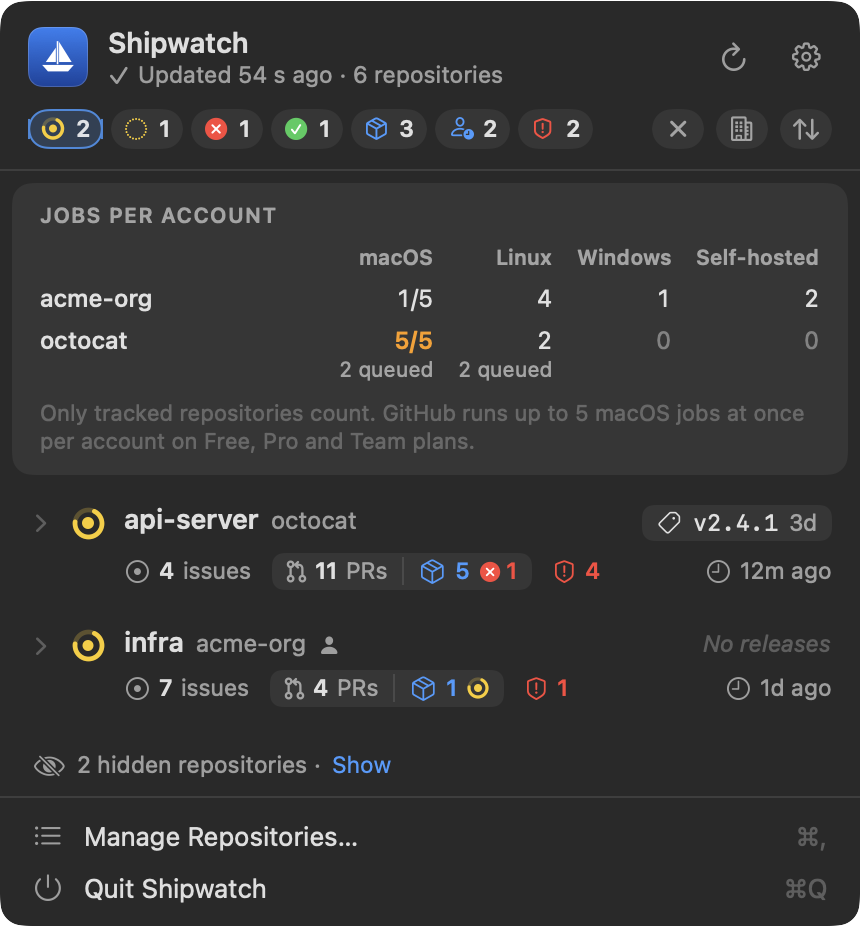 Shipwatch
✓ Updated 54 s ago · 6 repositories
2 1 1 1 3 2 2
JOBS PER ACCOUNT
macOS Linux Windows Self-hosted
acme-org 1/5 4 1 2
octocat 5/5 2 0 0
2 queued 2 queued
Only tracked repositories count. GitHub runs up to 5 macOS jobs at once
per account on Free, Pro and Team plans.
api-server octocat v2.4.1 3d
4 issues 11 PRs 5 1 4 12m ago
infra acme-org No releases
7 issues 4 PRs 1 1 1d ago
2 hidden repositories · Show
Manage Repositories... ⌘,
Quit Shipwatch ⌘Q